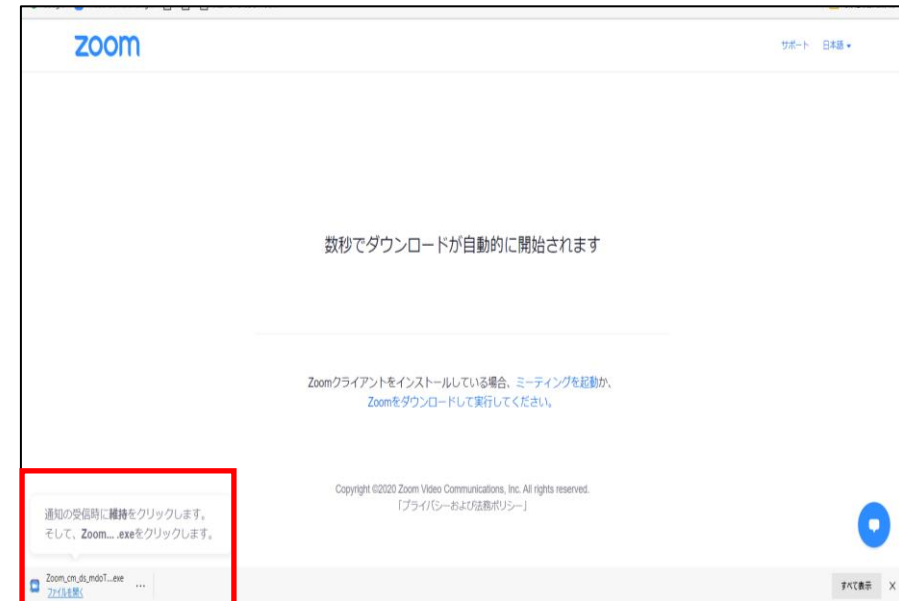 zoom
サポート 日本語
数秒でダウンロードが自動的に開始されます
Zoomクライアントをインストールしている場合、ミーティングを起動か、
Zoomをダウンロードして実行してください。
Copyright ©2020 Zoom Video Communications, Inc. All rights reserved.
「プライバシーおよび法務ポリシー」
通知の受信時に維持をクリックします。
そして、Zoom... .exeをクリックします。
Zoom_cm_ds_mdoT....exe
ファイルを開く
すべて表示